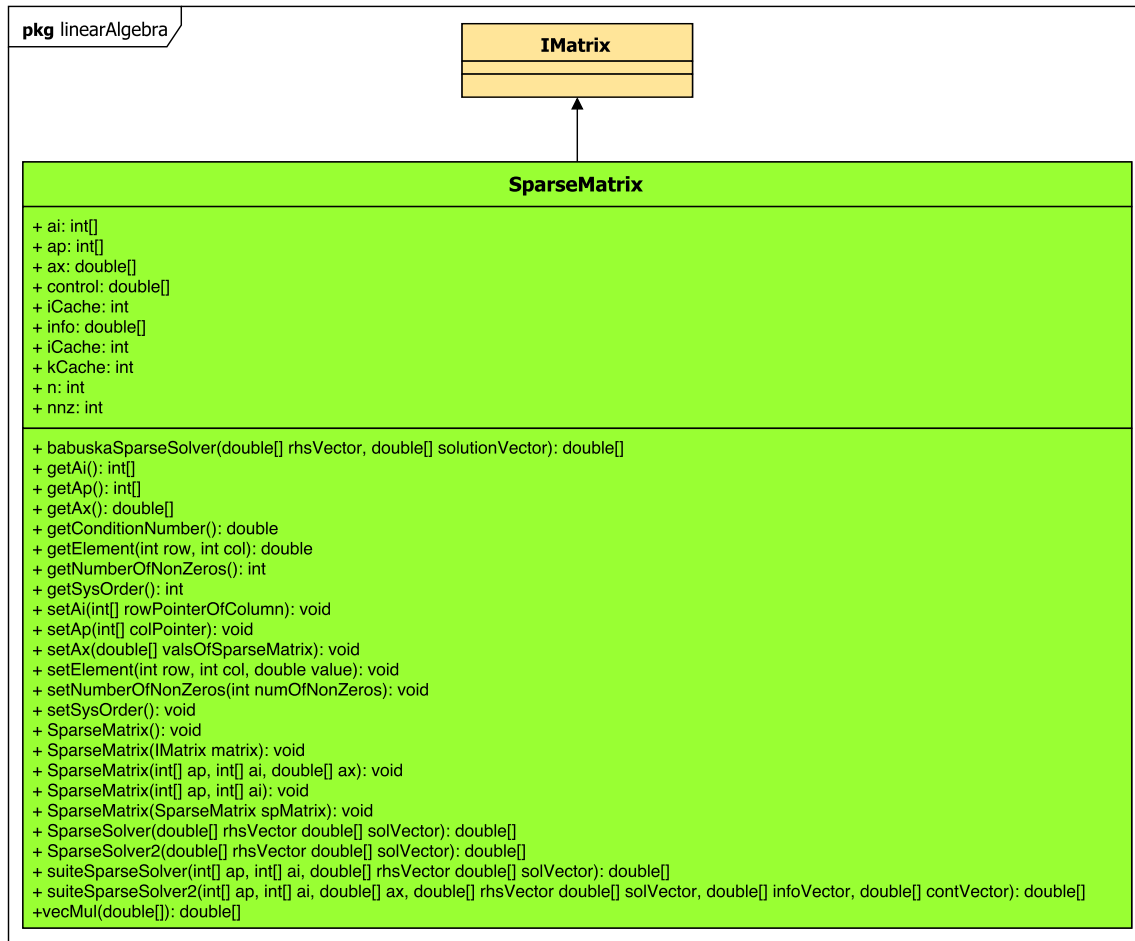 pkg linearAlgebra
IMatrix
SparseMatrix
+ ai: int[]
+ ap: int[]
+ ax: double[]
+ control: double[]
+ iCache: int
+ info: double[]
+ iCache: int
+ kCache: int
+ n: int
+ nnz: int
+ babuskaSparseSolver(double[] rhsVector, double[] solutionVector): double[]
+ getAi(): int[]
+ getAp(): int[]
+ getAx(): double[]
+ getConditionNumber(): double
+ getElement(int row, int col): double
+ getNumberOfNonZeros(): int
+ getSysOrder(): int
+ setAi(int[] rowPointerOfColumn): void
+ setAp(int[] colPointer): void
+ setAx(double[] valsOfSparseMatrix): void
+ setElement(int row, int col, double value): void
+ setNumberOfNonZeros(int numOfNonZeros): void
+ setSysOrder(): void
+ SparseMatrix(): void
+ SparseMatrix(IMatrix matrix): void
+ SparseMatrix(int[] ap, int[] ai, double[] ax): void
+ SparseMatrix(int[] ap, int[] ai): void
+ SparseMatrix(SparseMatrix spMatrix): void
+ SparseSolver(double[] rhsVector double[] solVector): double[]
+ SparseSolver2(double[] rhsVector double[] solVector): double[]
+ suiteSparseSolver(int[] ap, int[] ai, double[] rhsVector double[] solVector): double[]
+ suiteSparseSolver2(int[] ap, int[] ai, double[] ax, double[] rhsVector double[] solVector, double[] infoVector, double[] contVector): double[]
+vecMul(double[]): double[]